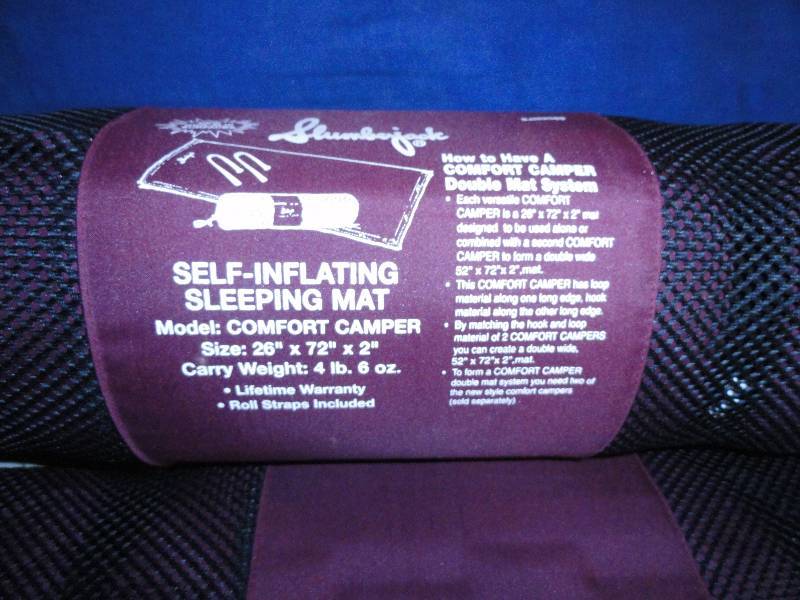 Slumberjack®
SELF-INFLATING
SLEEPING MAT
Model: COMFORT CAMPER
Size: 26" x 72" x 2"
Carry Weight: 4 lb. 6 oz.
• Lifetime Warranty
• Roll Straps Included
How to Have A
COMFORT CAMPER
Double Mat System
• Each versatile COMFORT
CAMPER is a 26" x 72" x 2" mat
designed to be used alone or
combined with a second COMFORT
CAMPER to form a double wide
52" x 72"x 2",mat.
• This COMFORT CAMPER has loop
material along one long edge, hook
material along the other long edge.
• By matching the hook and loop
material of 2 COMFORT CAMPERS
you can create a double wide,
52" x 72"x 2",mat.
• To form a COMFORT CAMPER
double mat system you need two of
the new style comfort campers
(sold separately)